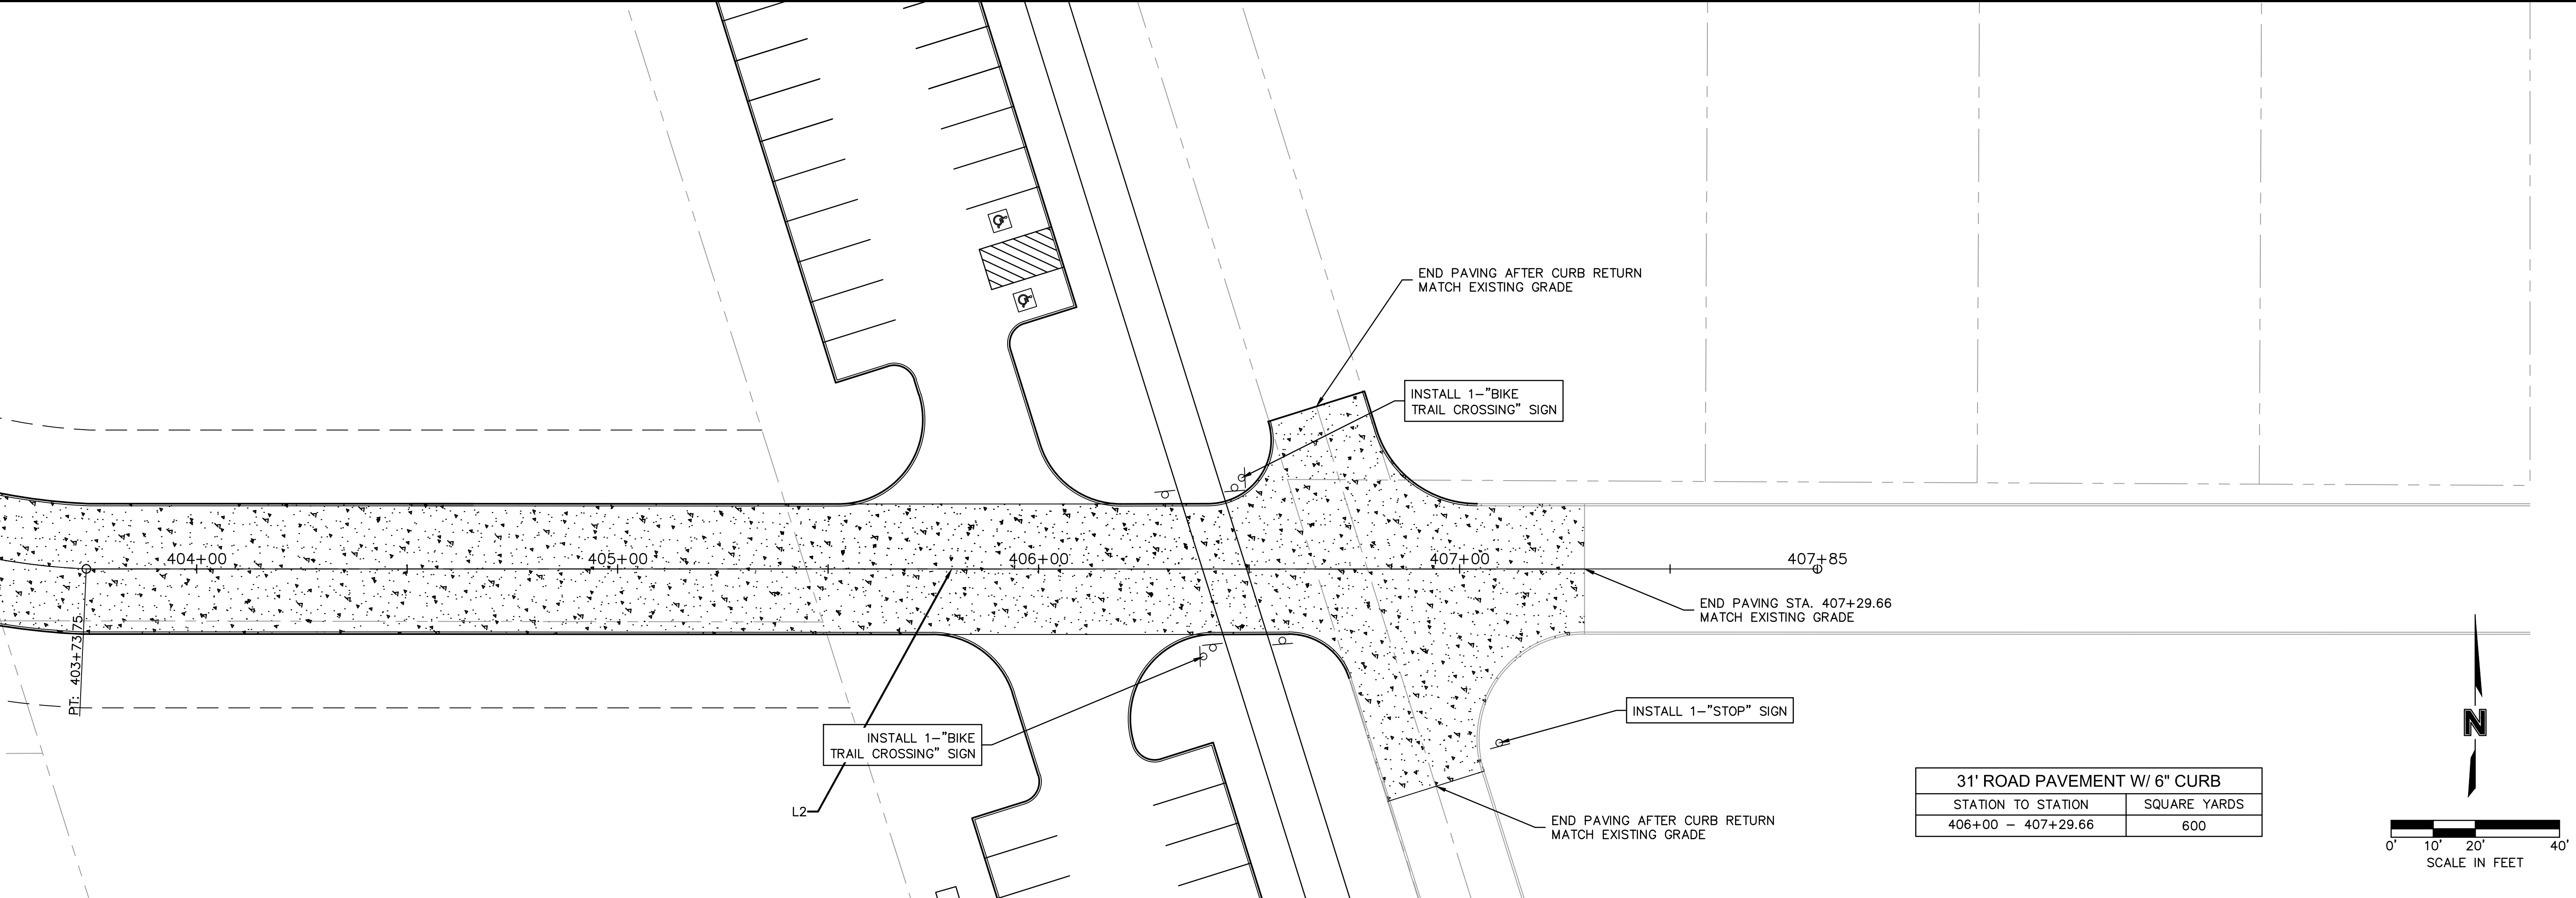 END PAVING AFTER CURB RETURN
MATCH EXISTING GRADE
INSTALL 1-"BIKE
TRAIL CROSSING" SIGN
404+00
405+00
406+00
407+00
407+85
END PAVING STA. 407+29.66
MATCH EXISTING GRADE
PT: 403+73.75
INSTALL 1-"BIKE
TRAIL CROSSING" SIGN
INSTALL 1-"STOP" SIGN
L2
END PAVING AFTER CURB RETURN
MATCH EXISTING GRADE
31' ROAD PAVEMENT W/ 6" CURB
STATION TO STATION SQUARE YARDS
406+00 - 407+29.66 600
N
0' 10' 20' 40'
SCALE IN FEET